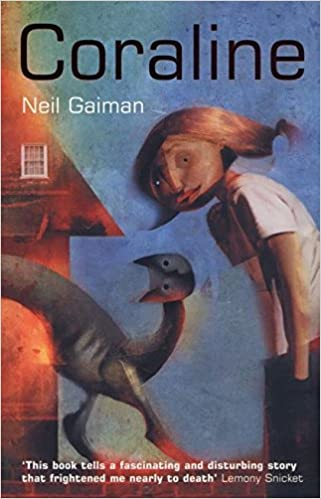 Coraline
Neil Gaiman
‘This book tells a fascinating and disturbing story
that frightened me nearly to death’ Lemony Snicket